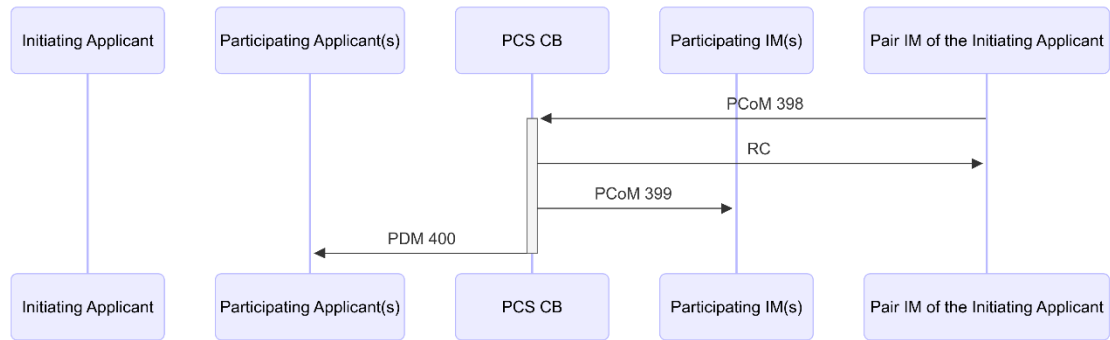 Initiating Applicant
Participating Applicant(s)
PCS CB
Participating IM(s)
Pair IM of the Initiating Applicant
PCoM 398
RC
PCoM 399
PDM 400
Initiating Applicant
Participating Applicant(s)
PCS CB
Participating IM(s)
Pair IM of the Initiating Applicant